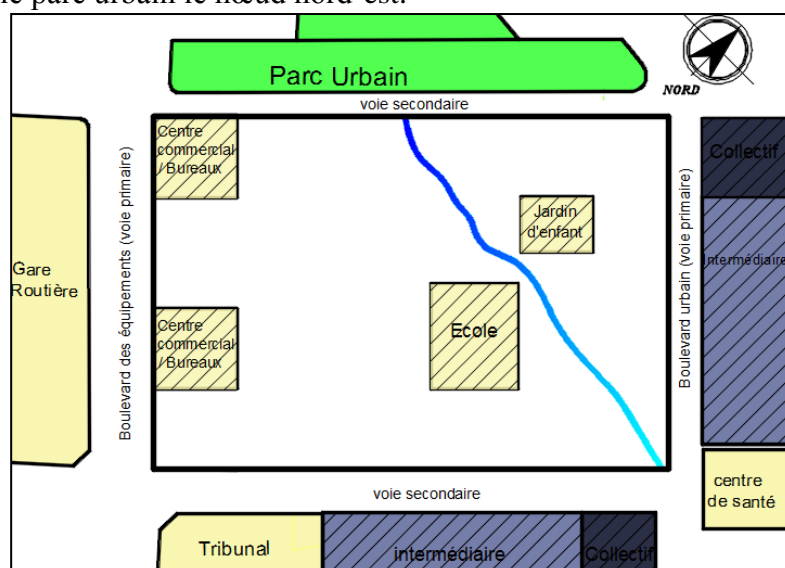 le parc urbain le nœud nord-est.
Parc Urbain
NORD
voie secondaire
Centre
commercial
/ Bureaux
Collectif
Jardin
d'enfant
Boulevard des équipements (voie primaire)
Boulevard urbain (voie primaire)
Intermédiaire
Gare
Routière
Centre
commercial
/ Bureaux
Ecole
centre
de santé
voie secondaire
Tribunal
intermédiaire
Collectif